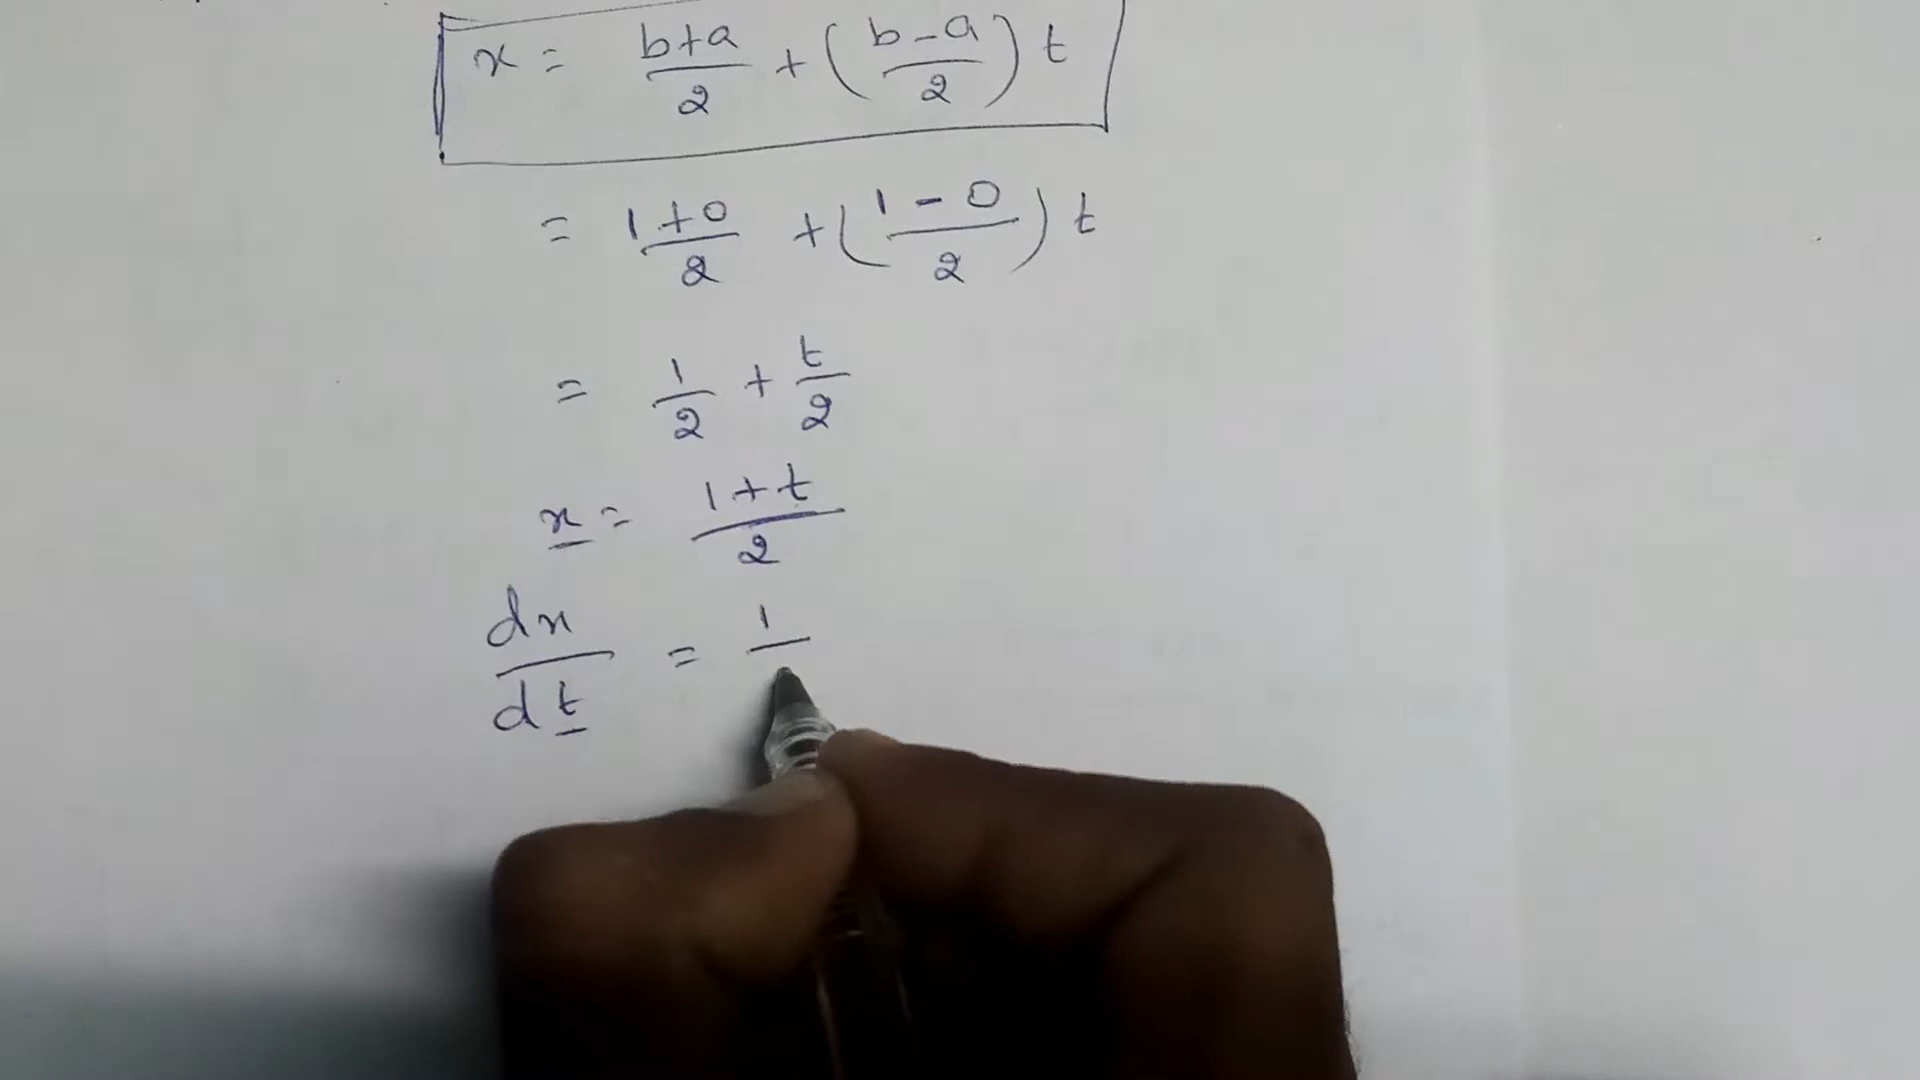 x = b+a/2 + (b-a/2) t
= 1+0/2 + (1-0/2) t
= 1/2 + t/2
x = 1+t/2
dx/dt = 1/